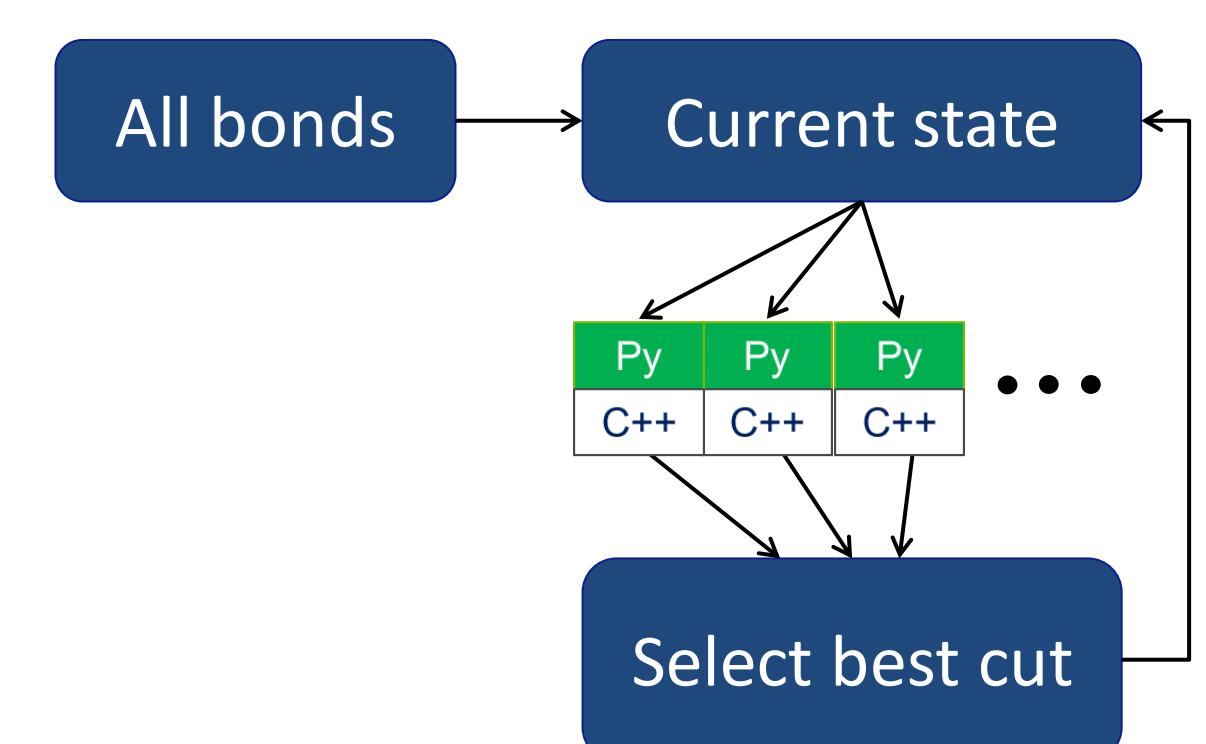 All bonds
Current state
Py Py Py
C++ C++ C++
Select best cut